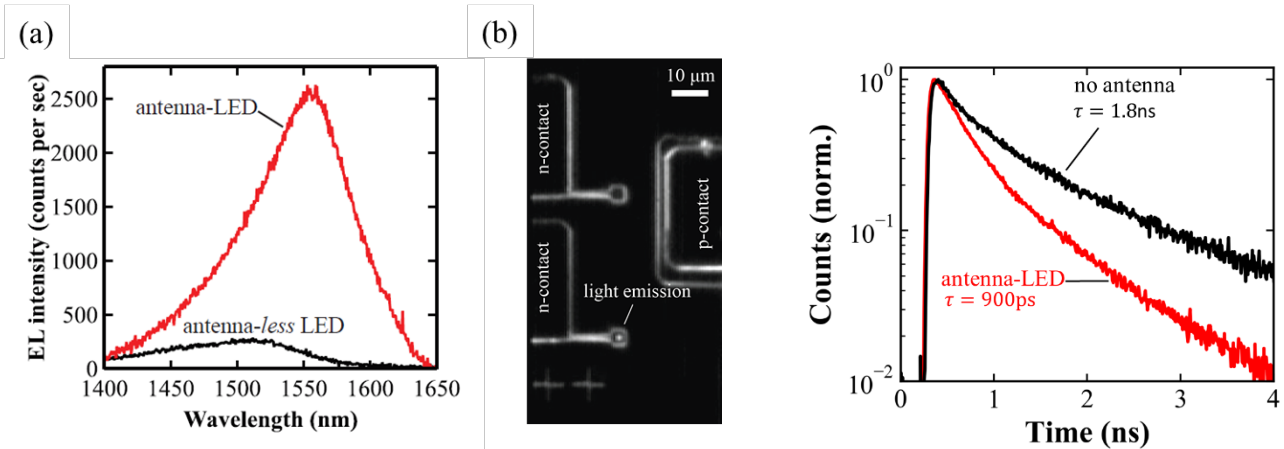 (a)
EL intensity (counts per sec)
2500
2000
1500
1000
500
0
antenna-LED
antenna-less LED
1400
1450
1500
1550
1600
1650
Wavelength (nm)
(b)
10 μm
n-contact
n-contact
p-contact
light emission
Counts (norm.)
10⁰
10⁻¹
10⁻²
no antenna
τ = 1.8ns
antenna-LED
τ = 900ps
0
1
2
3
4
Time (ns)